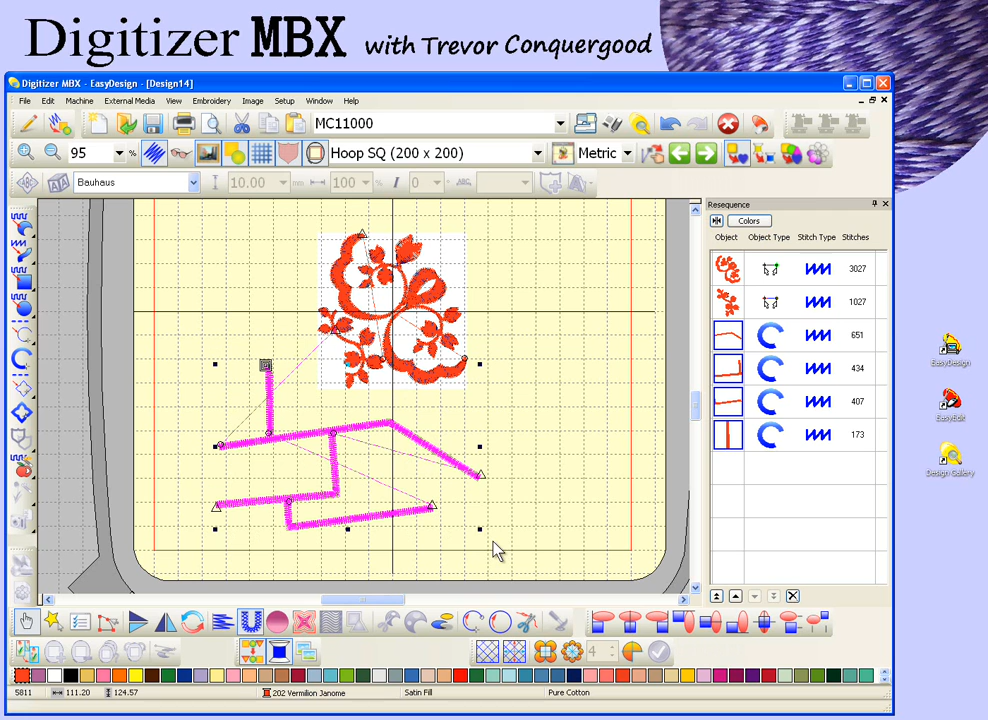 Digitizer MBX with Trevor Conquergood
Digitizer MBX - EasyDesign - [Design14]
File Edit Machine External Media View Embroidery Image Setup Window Help
MC11000
95 % Hoop SQ (200 x 200) Metric
Bauhaus 10.00 mm 100 % I 0 ABC
Resequence
Colors
Object Object Type Stitch Type Stitches
3027
1027
651
434
407
173
EasyDesign
EasyEdit
Design Gallery
4
5811 111.20 124.57 202 Vermilion Janome Satin Fill Pure Cotton